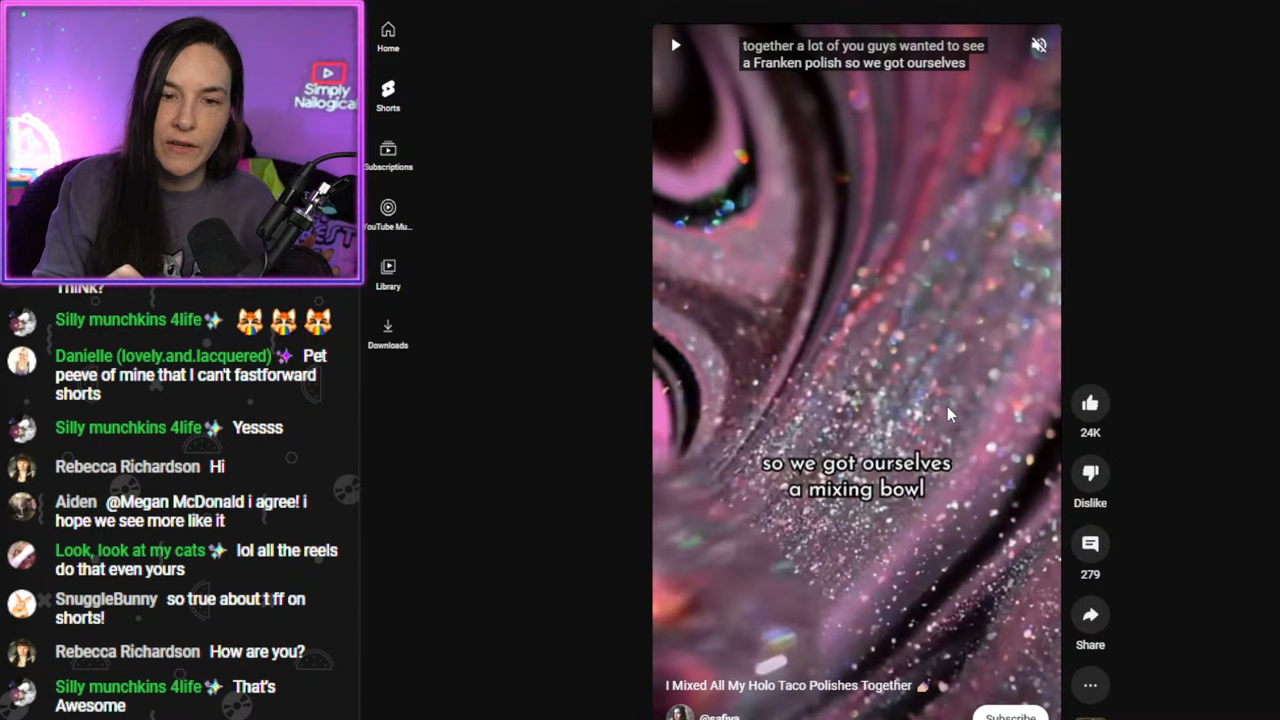 Simply
Nailogical
THINK?
Silly munchkins 4life
Danielle (lovely.and.lacquered) Pet
peeve of mine that I can't fastforward
shorts
Silly munchkins 4life Yessss
Rebecca Richardson Hi
Aiden @Megan McDonald i agree! i
hope we see more like it
Look, look at my cats lol all the reels
do that even yours
SnuggleBunny so true about t ff on
shorts!
Rebecca Richardson How are you?
Silly munchkins 4life That's
Awesome
Home
Shorts
Subscriptions
YouTube Mu...
Library
Downloads
together a lot of you guys wanted to see
a Franken polish so we got ourselves
so we got ourselves
a mixing bowl
I Mixed All My Holo Taco Polishes Together
@safiya
Subscribe
24K
Dislike
279
Share